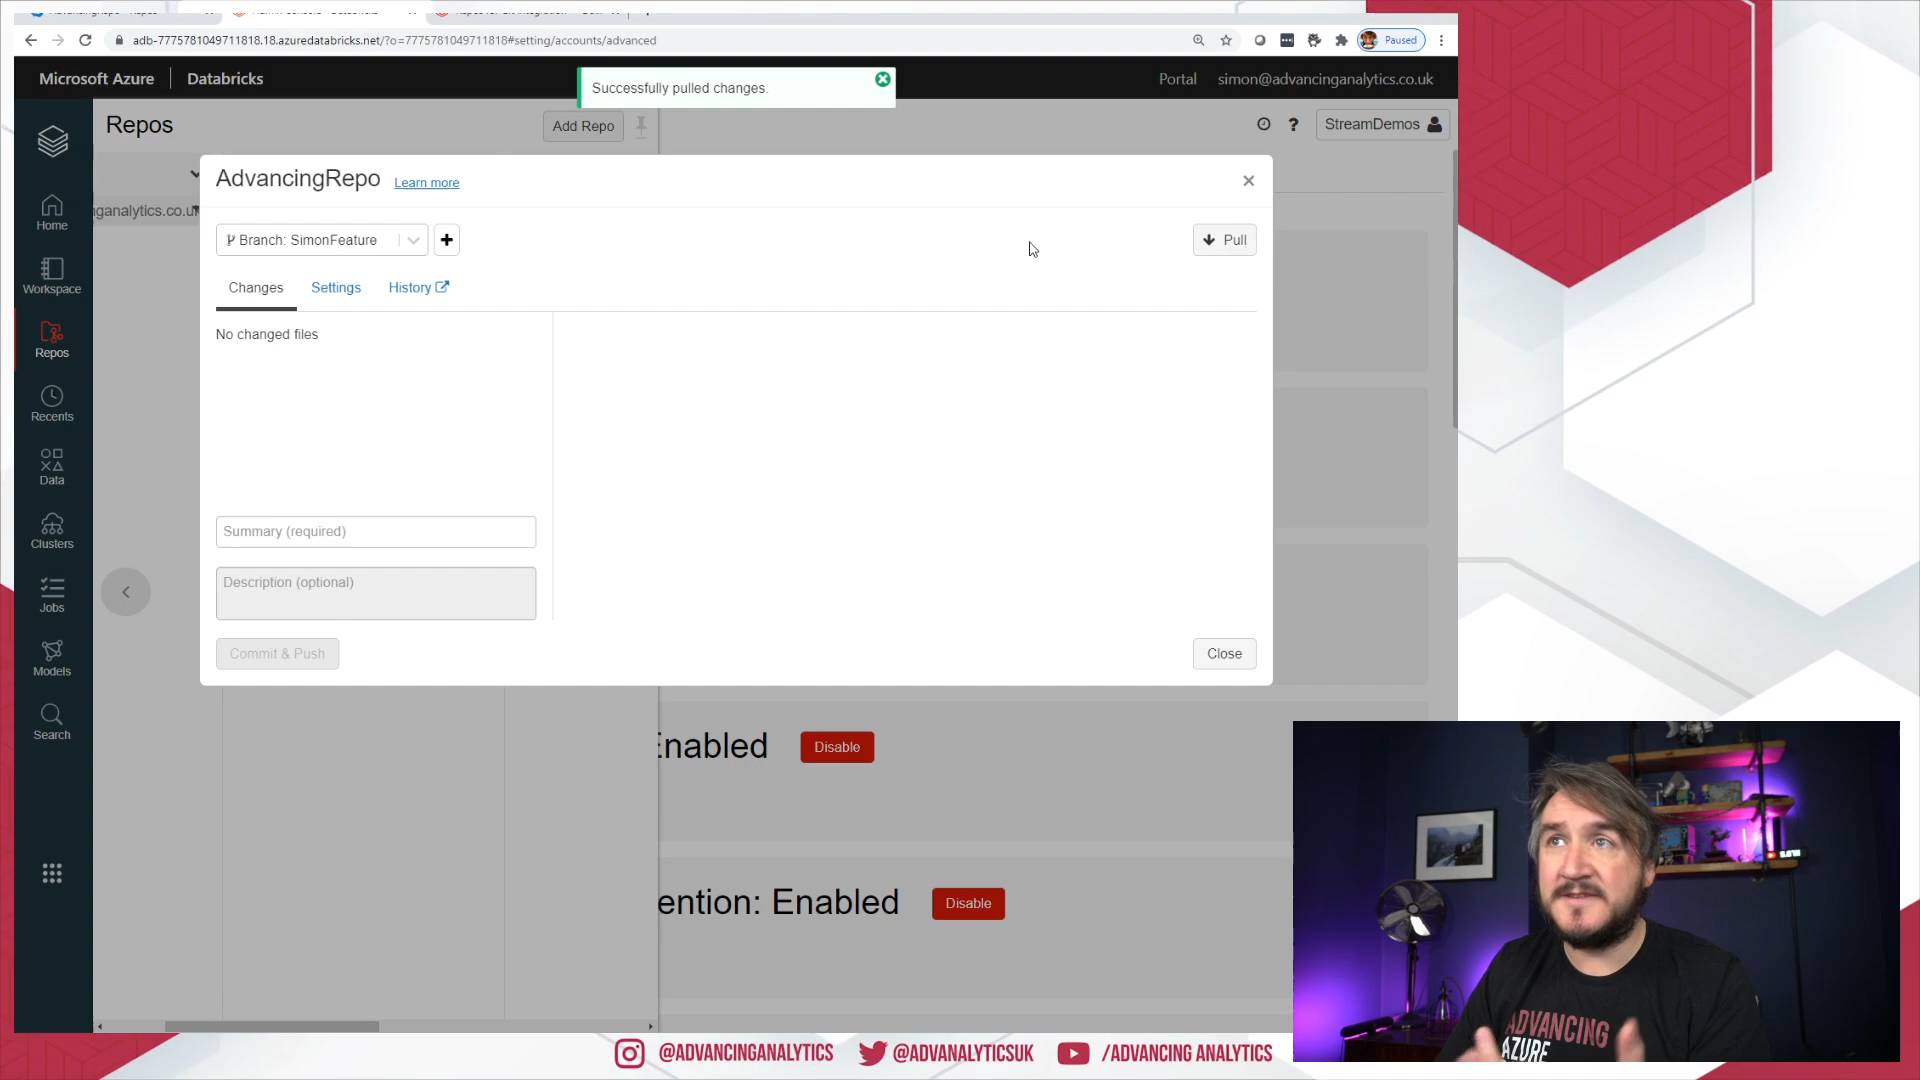 adb-7775781049711818.18.azuredatabricks.net/?o=7775781049711818#setting/accounts/advanced
Paused
Microsoft Azure
Databricks
Successfully pulled changes.
Portal
simon@advancinganalytics.co.uk
Repos
Add Repo
?
StreamDemos
AdvancingRepo
Learn more
nganalytics.co.u
Branch: SimonFeature
+
Pull
Changes
Settings
History
No changed files
Summary (required)
Description (optional)
Commit & Push
Close
Home
Workspace
Repos
Recents
Data
Clusters
Jobs
Models
Search
Enabled
Disable
ention: Enabled
Disable
ADVANCING
AZURE
@ADVANCINGANALYTICS
@ADVANALYTICSUK
/ADVANCING ANALYTICS